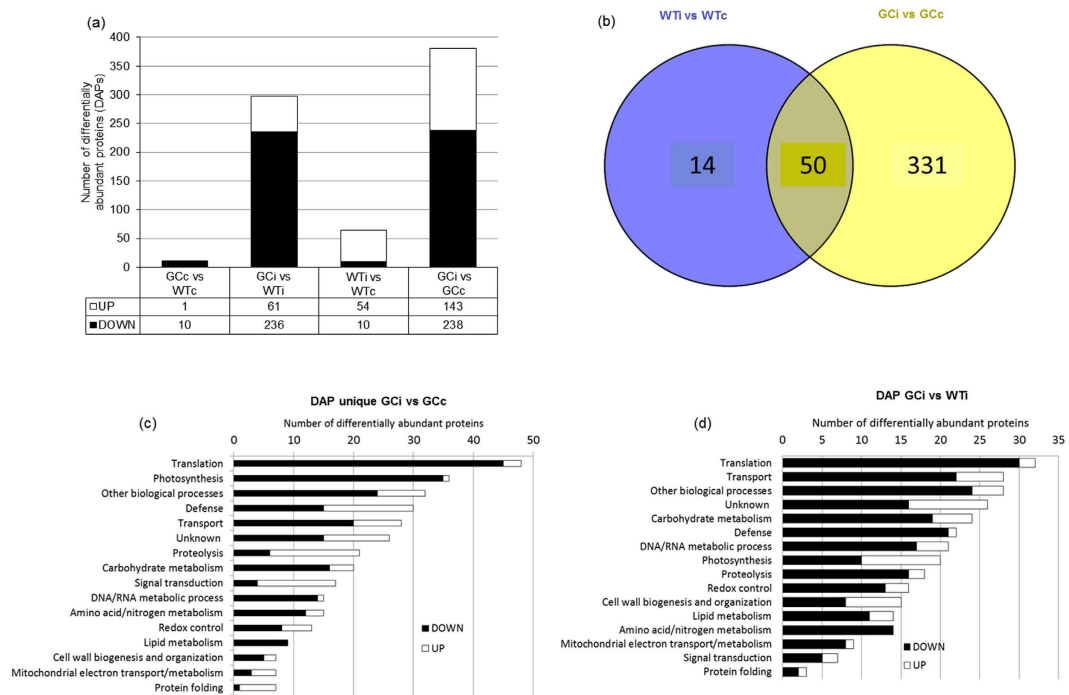 (a)
Number of differentially
abundant proteins (DAPs)
400
350
300
250
200
150
100
50
0
GCc vs WTc GCi vs WTi WTi vs WTc GCi vs GCc
UP 1 61 54 143
DOWN 10 236 10 238
(b)
WTi vs WTc GCi vs GCc
14 50 331
DAP unique GCi vs GCc
(c) Number of differentially abundant proteins
0 10 20 30 40 50
Translation
Photosynthesis
Other biological processes
Defense
Transport
Unknown
Proteolysis
Carbohydrate metabolism
Signal transduction
DNA/RNA metabolic process
Amino acid/nitrogen metabolism
Redox control
Lipid metabolism
Cell wall biogenesis and organization
Mitochondrial electron transport/metabolism
Protein folding
DOWN
UP
DAP GCi vs WTi
(d) Number of differentially abundant proteins
0 5 10 15 20 25 30 35
Translation
Transport
Other biological processes
Unknown
Carbohydrate metabolism
Defense
DNA/RNA metabolic process
Photosynthesis
Proteolysis
Redox control
Cell wall biogenesis and organization
Lipid metabolism
Amino acid/nitrogen metabolism
Mitochondrial electron transport/metabolism
Signal transduction
Protein folding
DOWN
UP